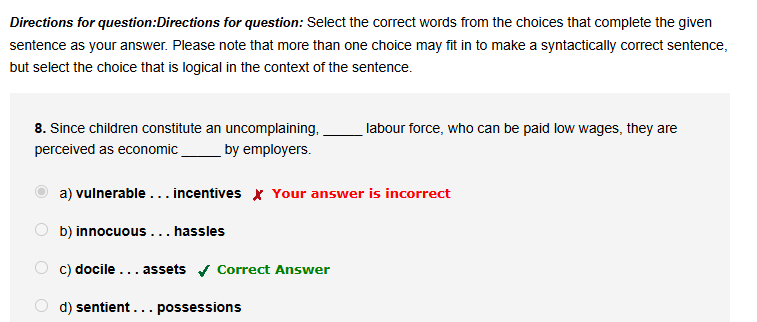 Directions for question:Directions for question: Select the correct words from the choices that complete the given
sentence as your answer. Please note that more than one choice may fit in to make a syntactically correct sentence,
but select the choice that is logical in the context of the sentence.
8. Since children constitute an uncomplaining, _____ labour force, who can be paid low wages, they are
perceived as economic _____ by employers.
a) vulnerable . . . incentives ✗ Your answer is incorrect
b) innocuous . . . hassles
c) docile . . . assets ✓ Correct Answer
d) sentient . . . possessions